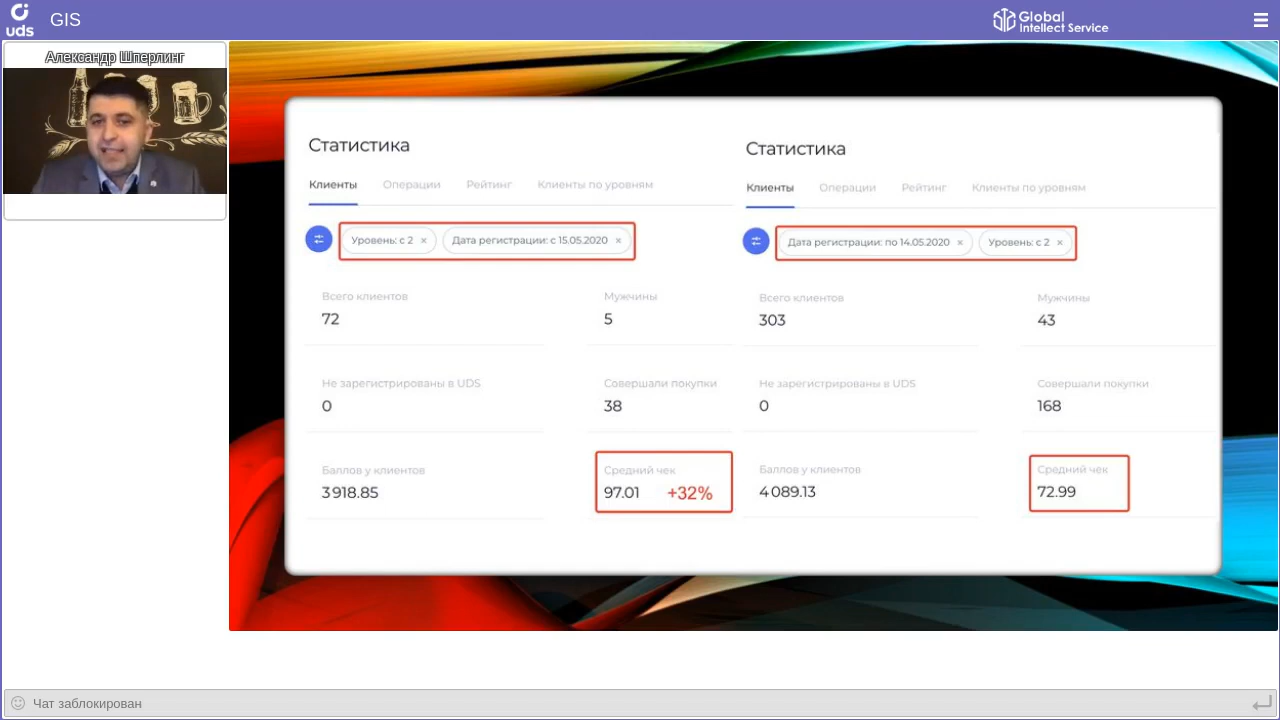 uds
GIS
Global
Intellect Service
Александр Шперлинг
Статистика
Клиенты Операции Рейтинг Клиенты по уровням
Уровень: с 2 × Дата регистрации: с 15.05.2020 ×
Всего клиентов Мужчины
72 5
Не зарегистрированы в UDS Совершали покупки
0 38
Баллов у клиентов Средний чек
3 918.85 97.01 +32%
Статистика
Клиенты Операции Рейтинг Клиенты по уровням
Дата регистрации: по 14.05.2020 × Уровень: с 2 ×
Всего клиентов Мужчины
303 43
Не зарегистрированы в UDS Совершали покупки
0 168
Баллов у клиентов Средний чек
4 089.13 72.99
Чат заблокирован